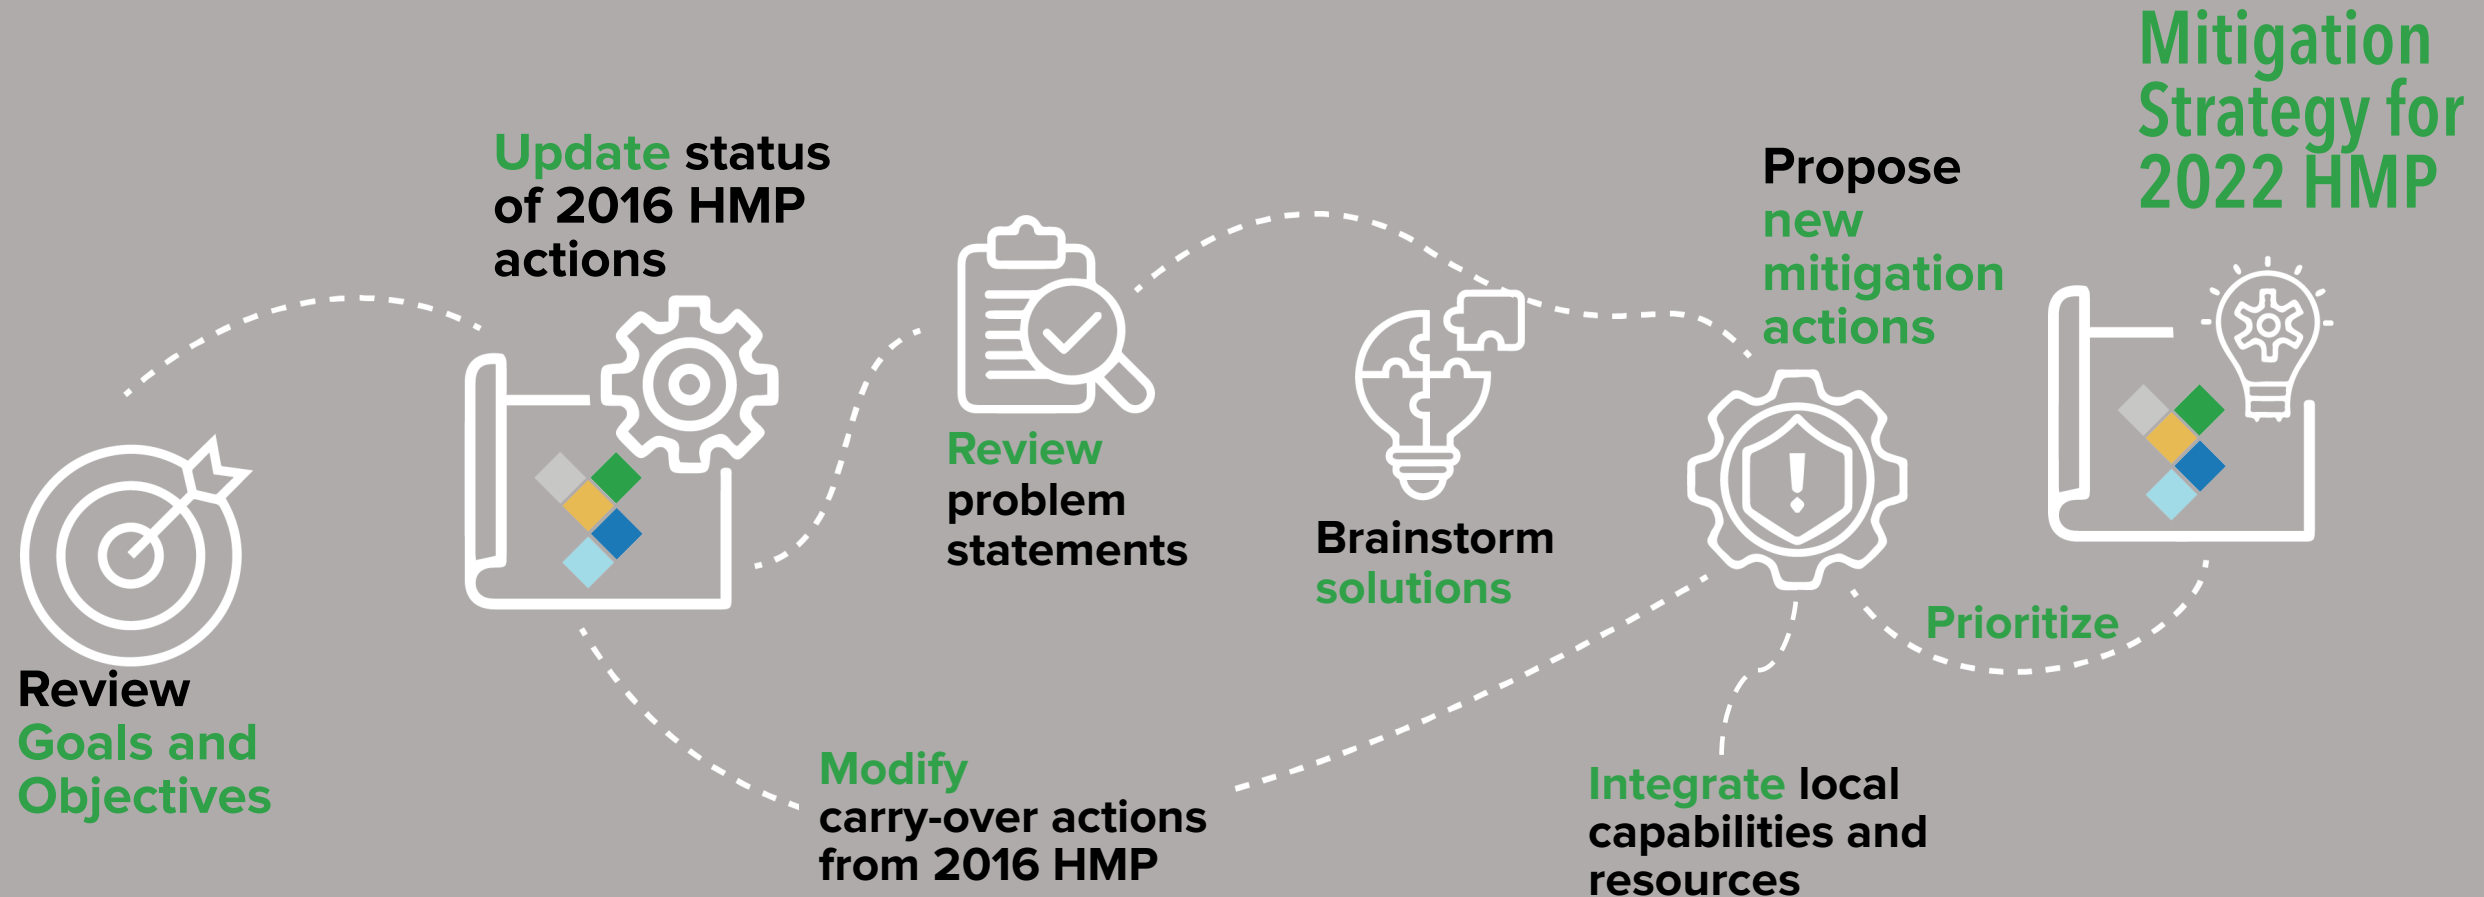 Review
Goals and
Objectives
Update status
of 2016 HMP
actions
Review
problem
statements
Modify
carry-over actions
from 2016 HMP
Brainstorm
solutions
Propose
new
mitigation
actions
Integrate local
capabilities and
resources
Prioritize
Mitigation
Strategy for
2022 HMP